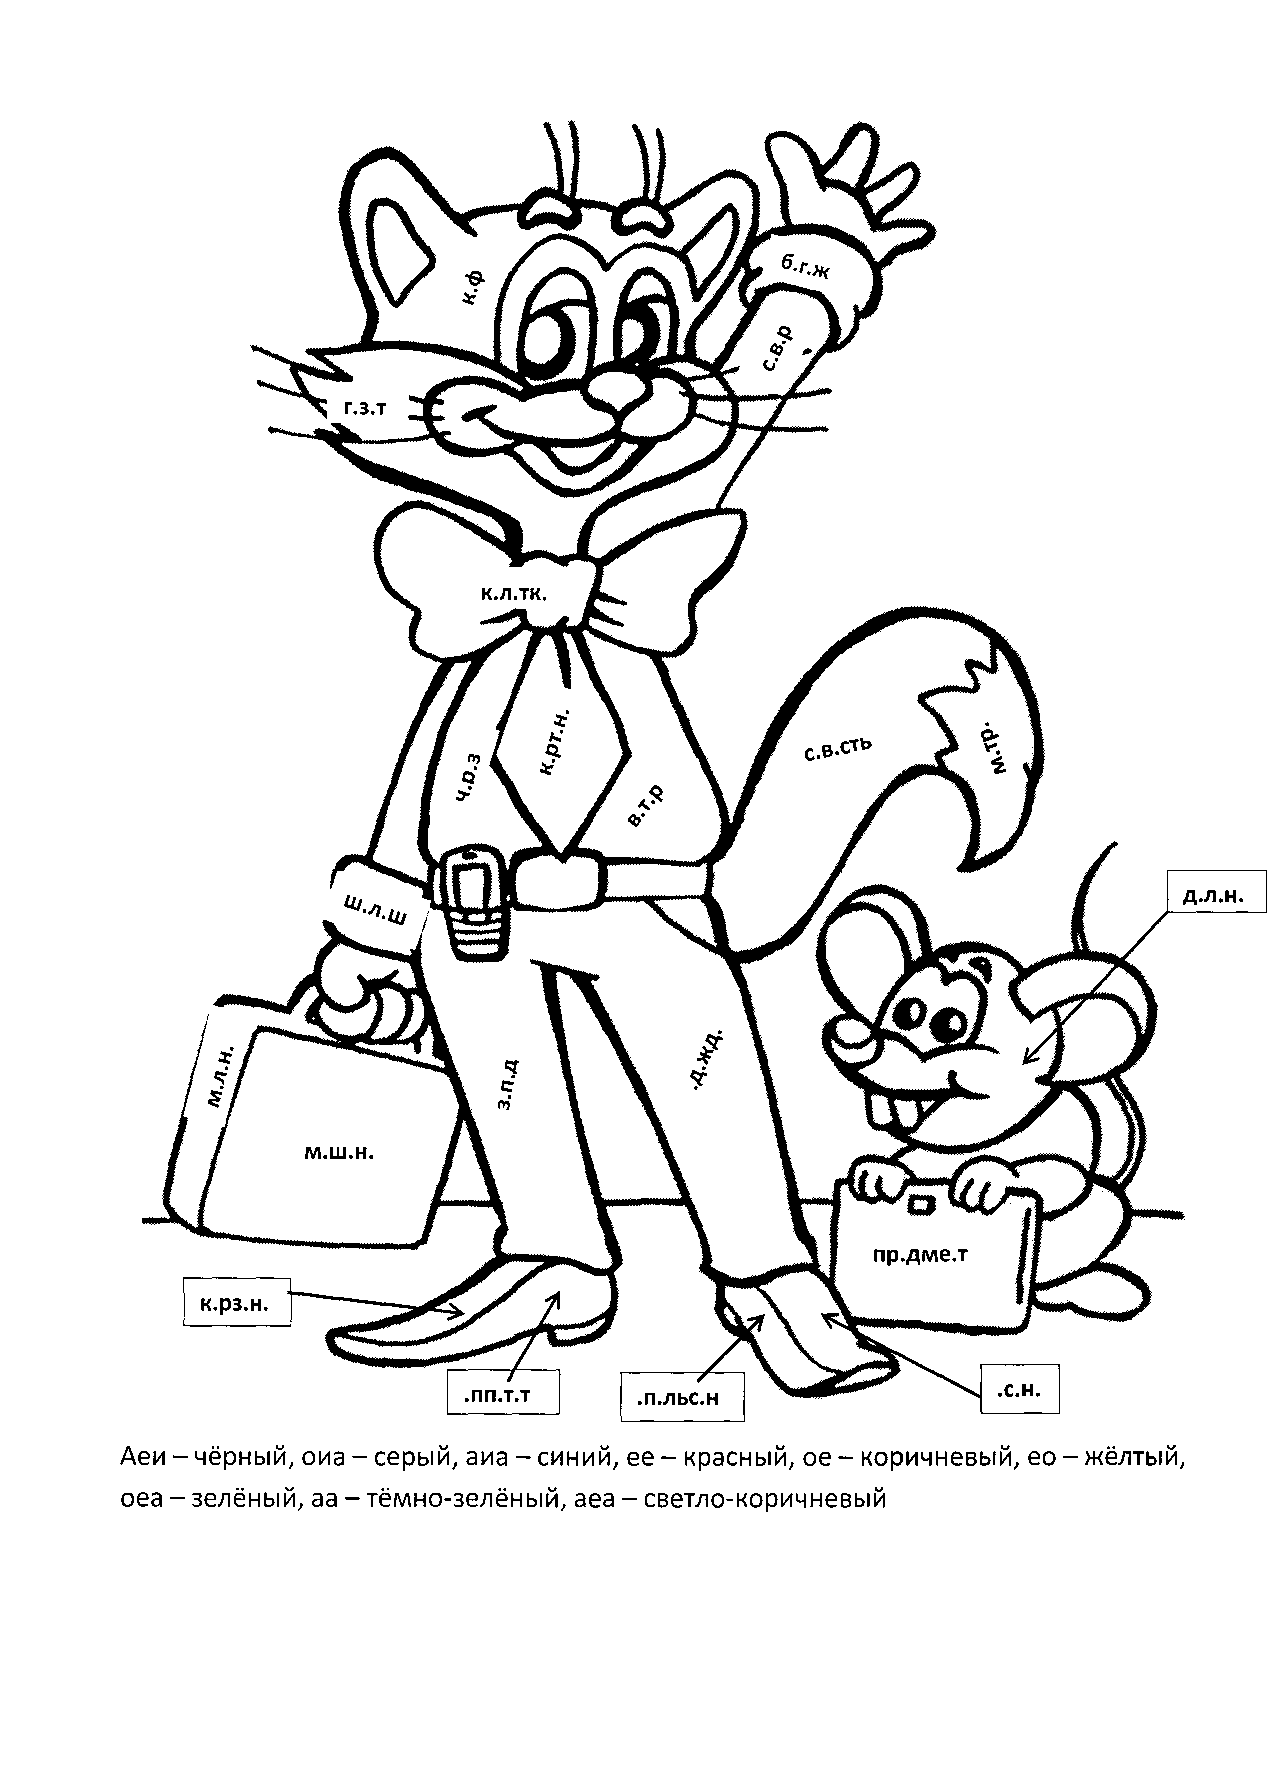 б.г.ж
к.ф
с.в.р
г.з.т
к.л.тк.
к.рт.н.
с.в.сть
м.тр.
ч.р.з
в.т.р
ш.л.ш
д.л.н.
м.л.н.
з.п.д
.д.жд.
м.ш.н.
пр.дме.т
к.рз.н.
.пп.т.т
.п.льс.н
.с.н.
Аеи – чёрный, оиа – серый, аиа – синий, ее – красный, ое – коричневый, ео – жёлтый,
оеа – зелёный, аа – тёмно-зелёный, аеа – светло-коричневый